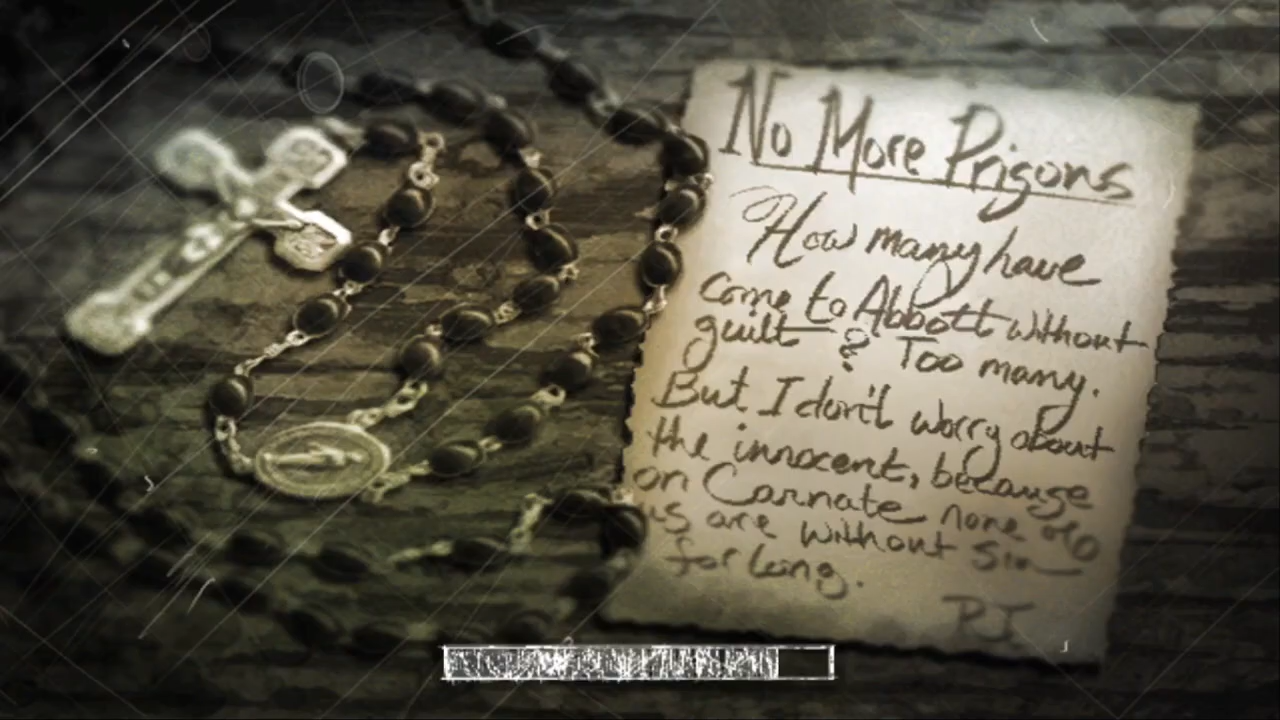 No More Prisons
How many have
come to Abbott without
guilt? Too many.
But I don't worry about
the innocent, because
on Carnate none of
us are without sin
for long.